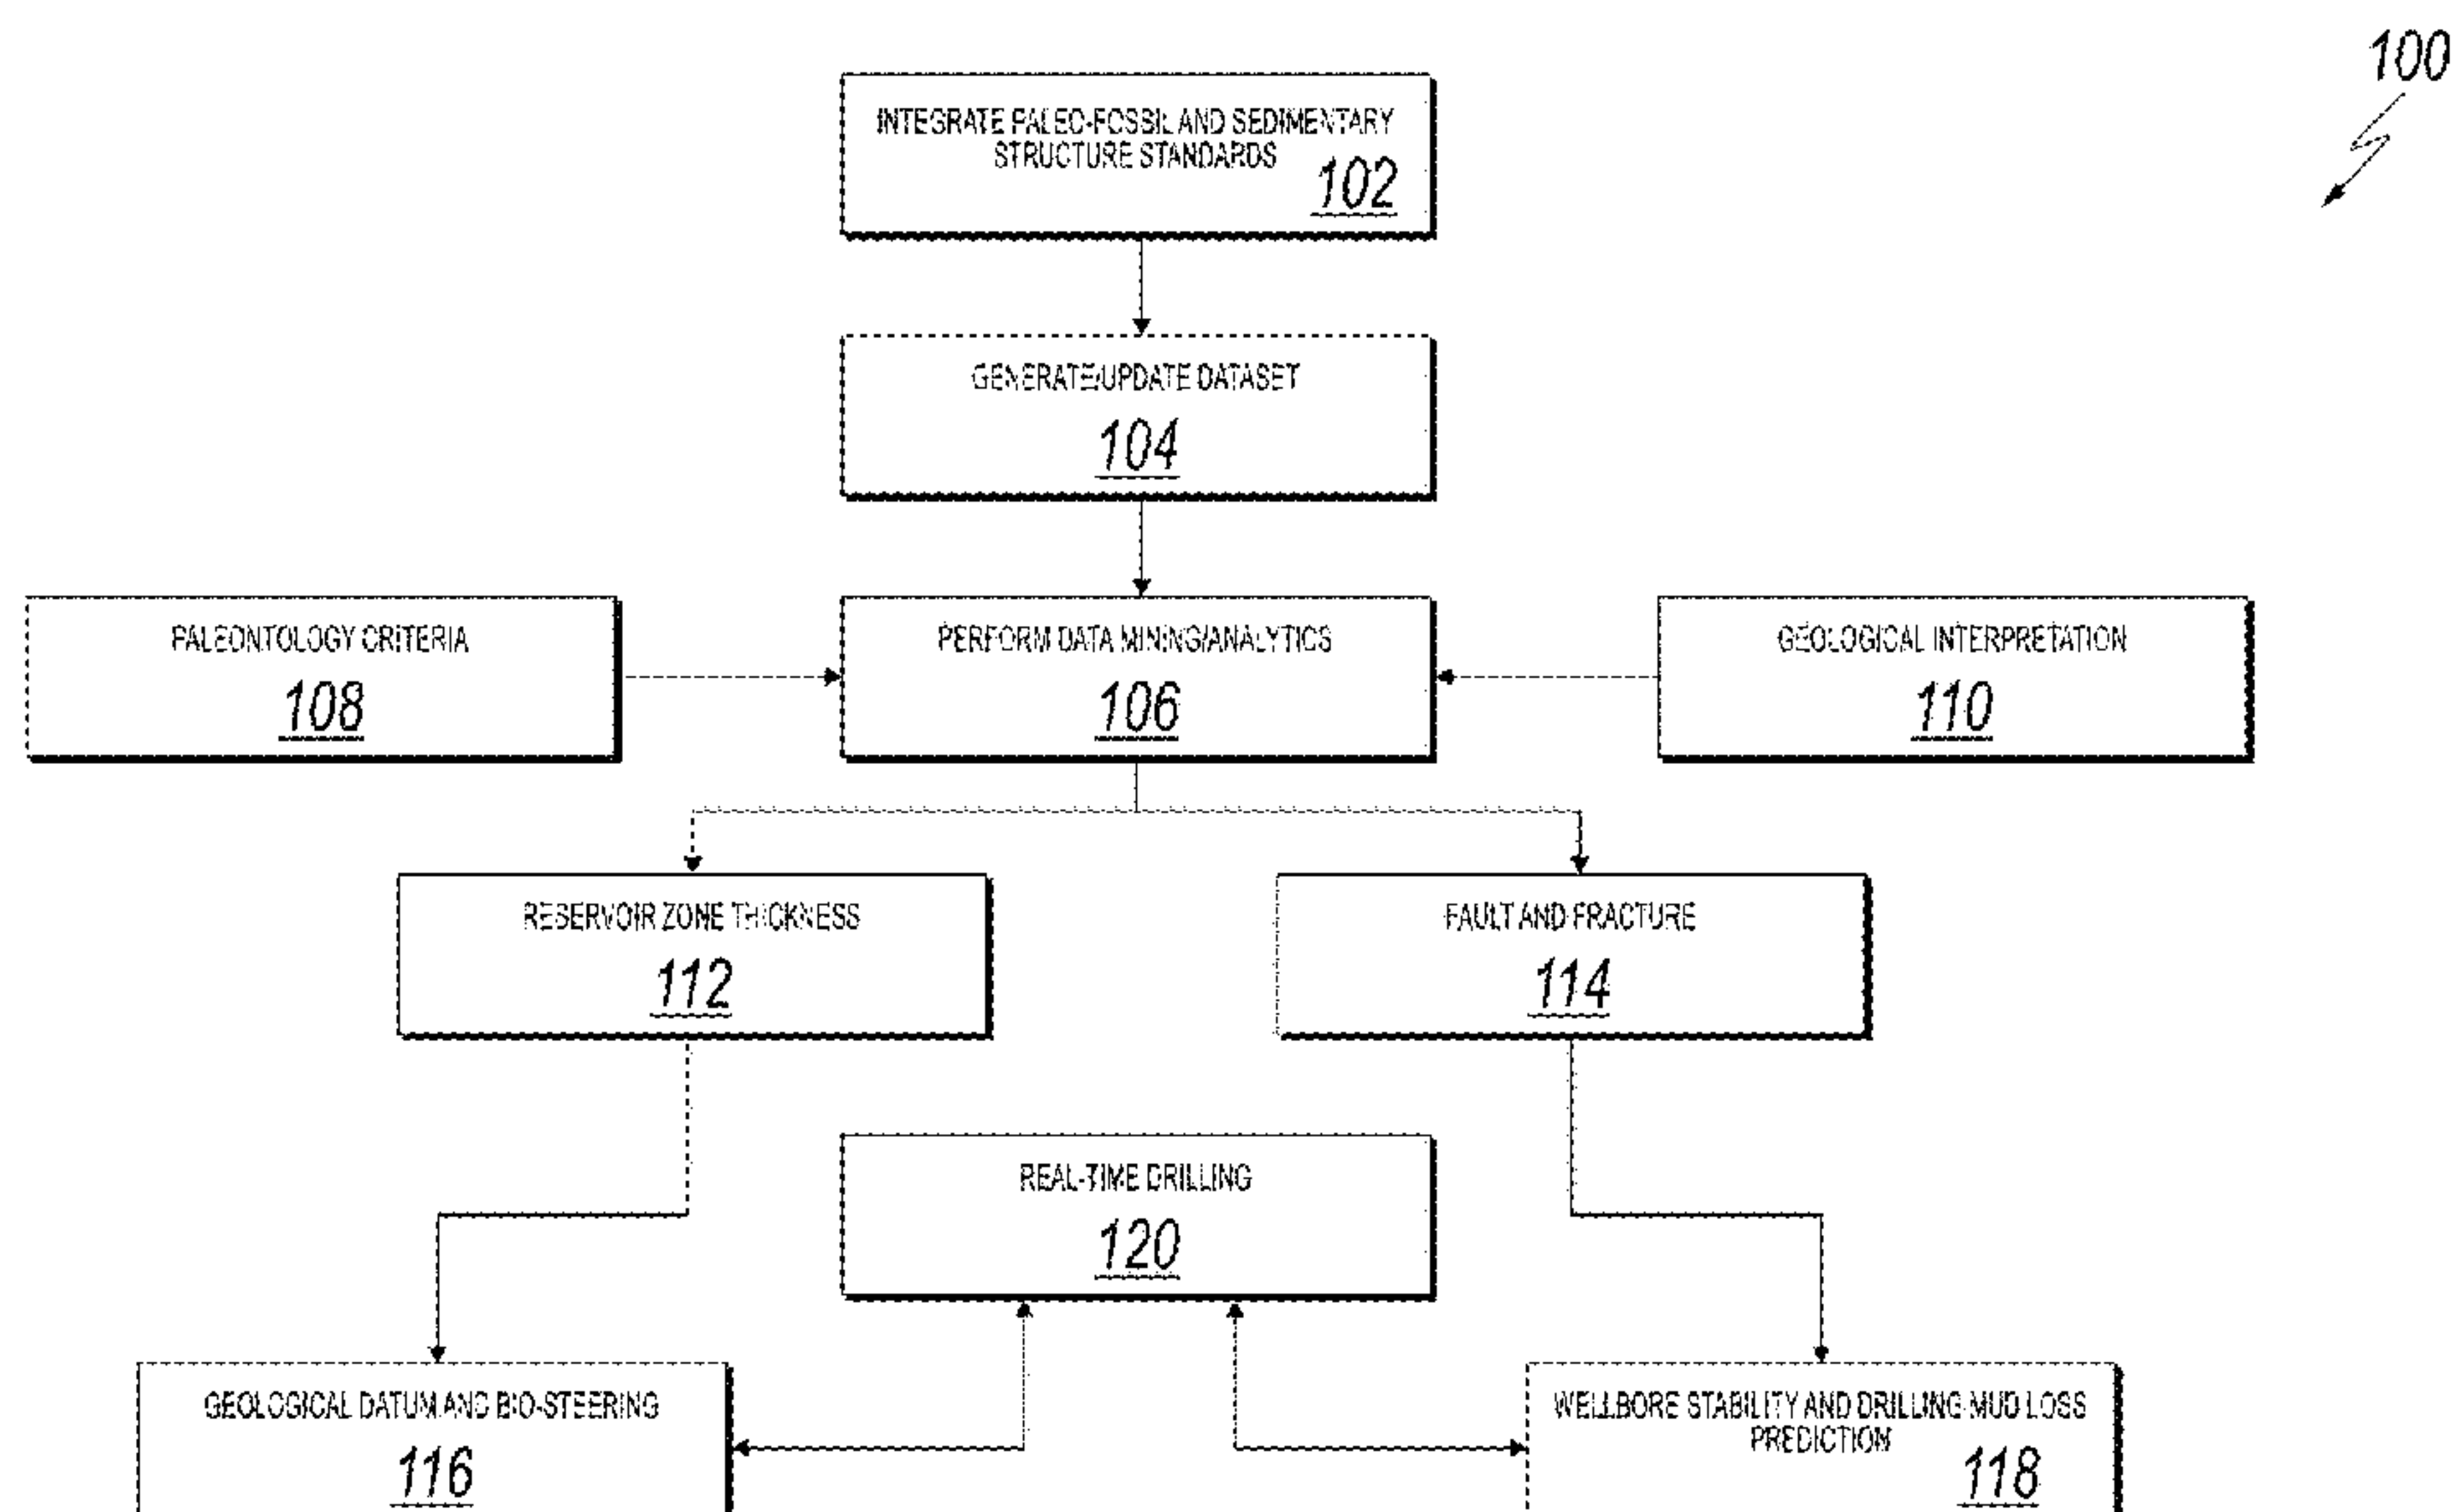 100
INTEGRATE PALEO-FOSSIL AND SEDIMENTARY
STRUCTURE STANDARDS
102
GENERATE/UPDATE DATASET
104
PALEONTOLOGY CRITERIA
108
PERFORM DATA MINING/ANALYTICS
106
GEOLOGICAL INTERPRETATION
110
RESERVOIR ZONE THICKNESS
112
FAULT AND FRACTURE
114
REAL-TIME DRILLING
120
GEOLOGICAL DATUM AND BIO-STEERING
116
WELLBORE STABILITY AND DRILLING MUD LOSS
PREDICTION
118